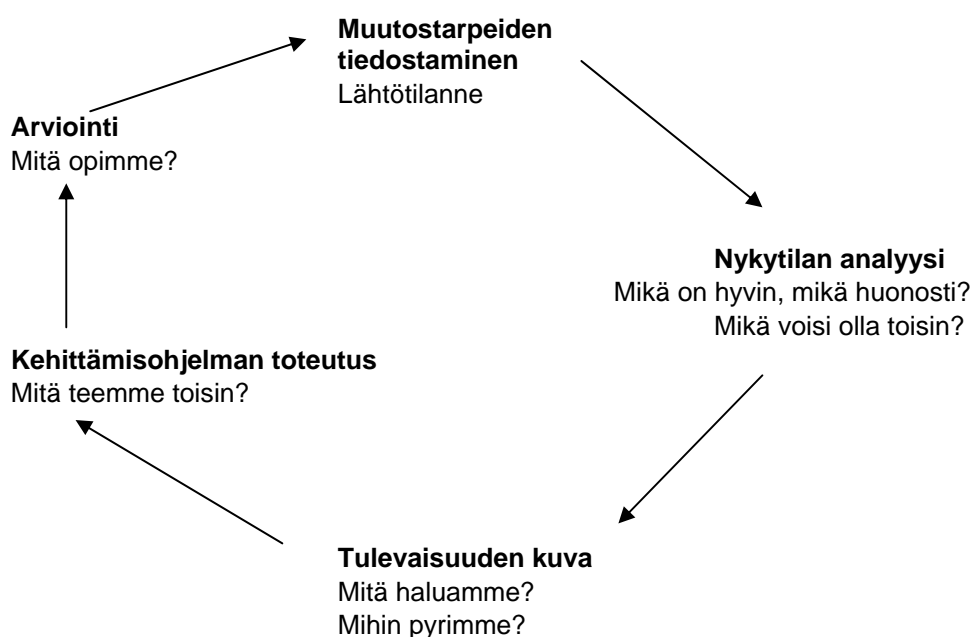 Muutostarpeiden
tiedostaminen
Lähtötilanne
Arviointi
Mitä opimme?
Nykytilan analyysi
Mikä on hyvin, mikä huonosti?
Mikä voisi olla toisin?
Kehittämisohjelman toteutus
Mitä teemme toisin?
Tulevaisuuden kuva
Mitä haluamme?
Mihin pyrimme?